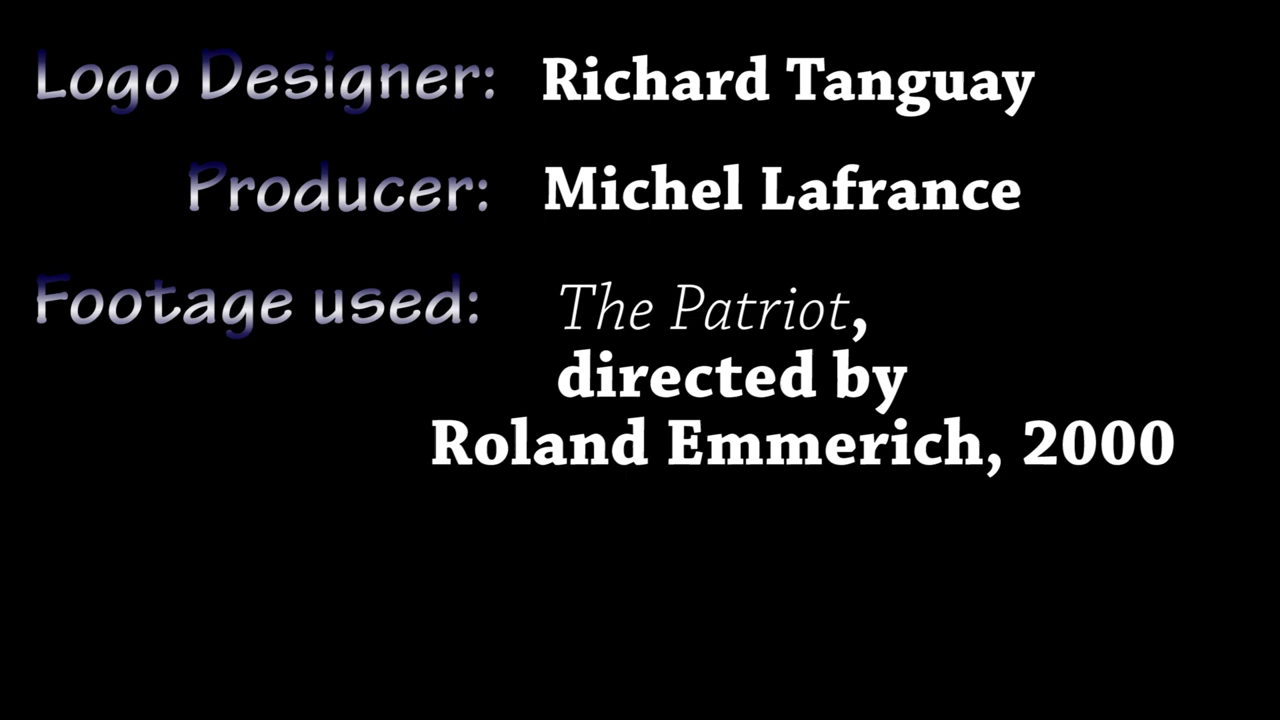 Logo Designer: Richard Tanguay
Producer: Michel Lafrance
Footage used: The Patriot,
directed by
Roland Emmerich, 2000